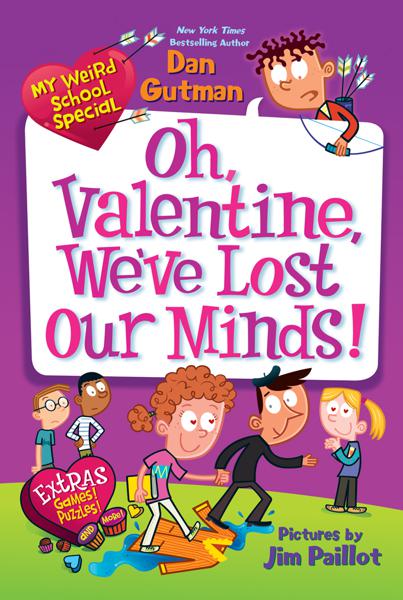 New York Times
Bestselling Author
Dan
Gutman
My Weird
School
Special
Oh,
Valentine,
We've Lost
Our Minds!
EXTRAS
GAMES!
PUZZLES!
AND
MORE!
M
Pictures by
Jim Paillot